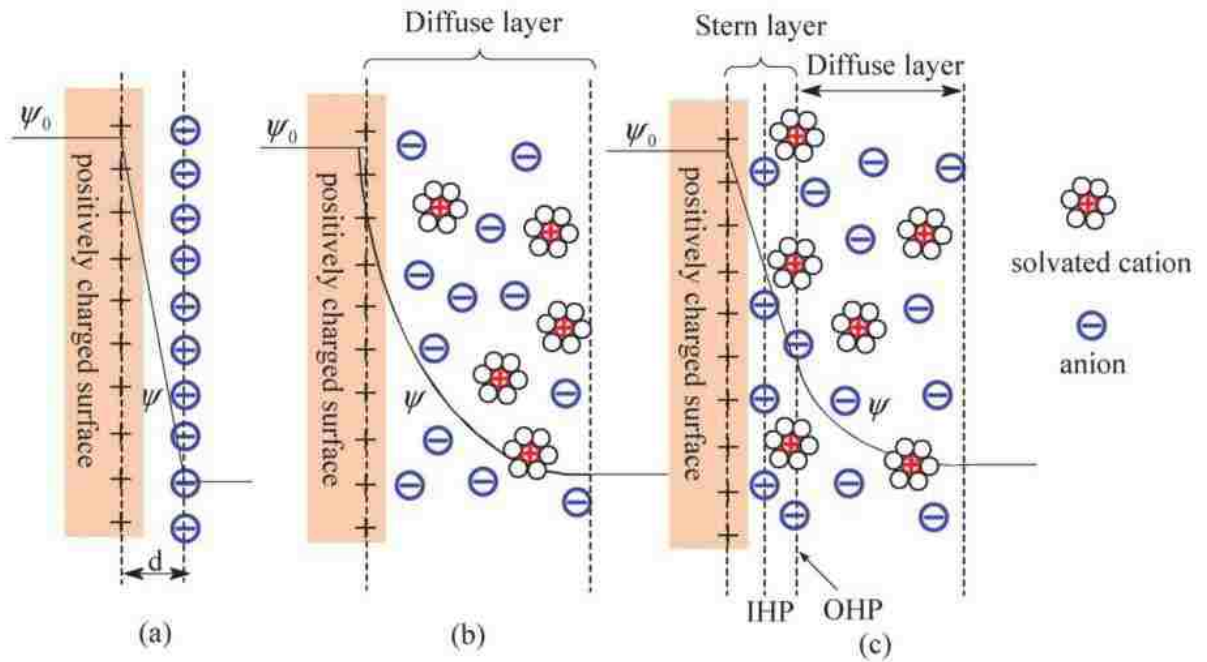 Diffuse layer
Stern layer
Diffuse layer
ψ₀
ψ₀
ψ₀
positively charged surface
positively charged surface
positively charged surface
ψ
ψ
ψ
solvated cation
anion
d
IHP
OHP
(a)
(b)
(c)